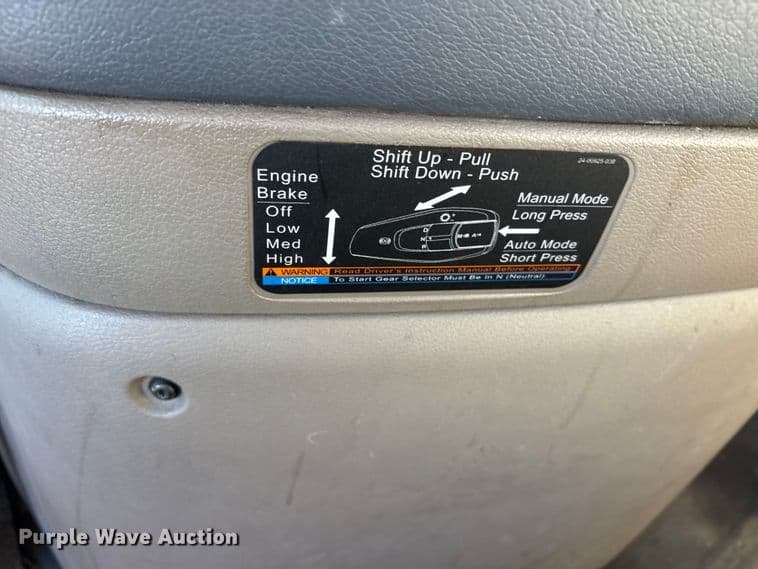 Shift Up - Pull
Shift Down - Push
24-00625-038
Engine
Brake
Off
Low
Med
High
Manual Mode
Long Press
Auto Mode
Short Press
D
N
R
WARNING Read Driver's Instruction Manual Before Operating
NOTICE To Start Gear Selector Must Be In N (Neutral)
Purple Wave Auction